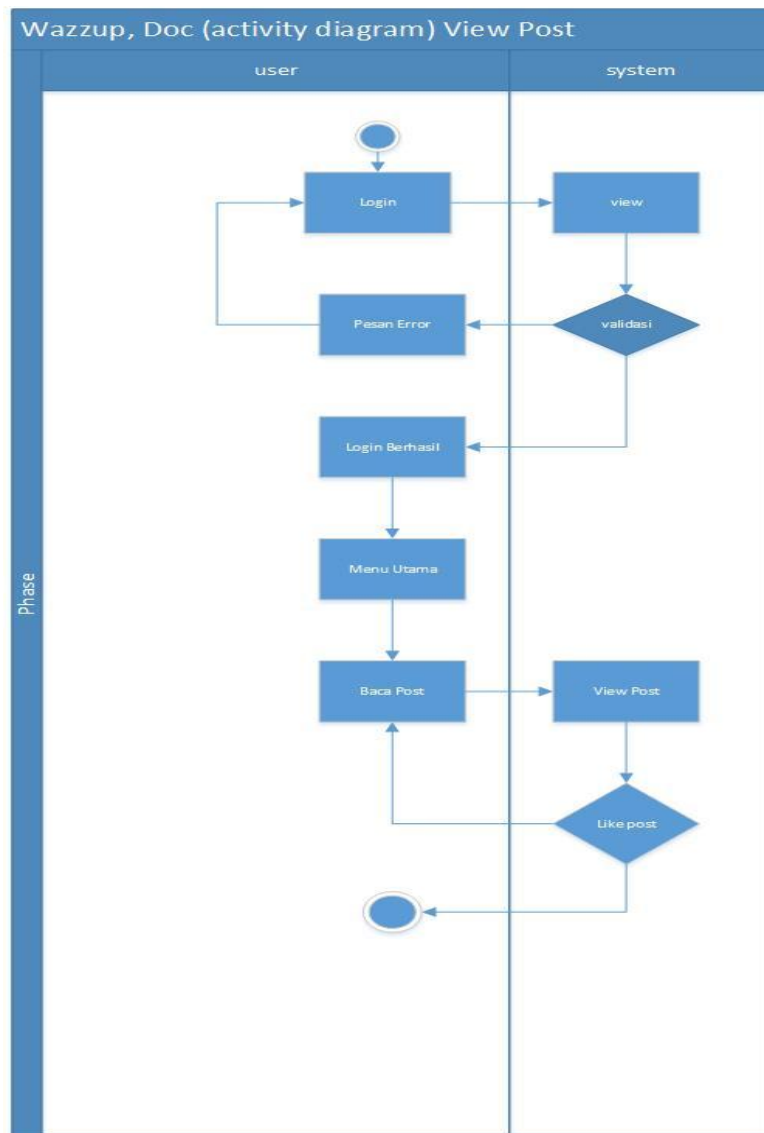 Wazzup, Doc (activity diagram) View Post
user
system
Phase
Login
view
Pesan Error
validasi
Login Berhasil
Menu Utama
Baca Post
View Post
Like post